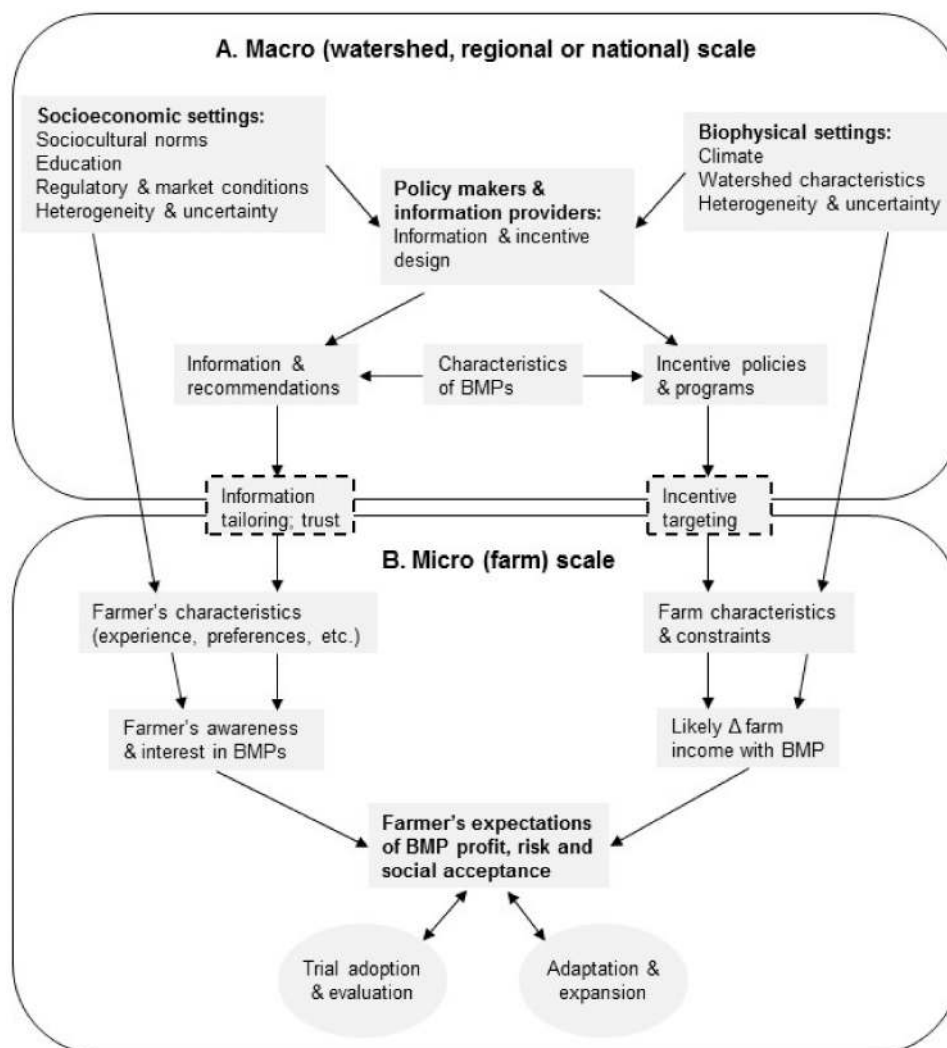 A. Macro (watershed, regional or national) scale
Socioeconomic settings:
Sociocultural norms
Education
Regulatory & market conditions
Heterogeneity & uncertainty
Biophysical settings:
Climate
Watershed characteristics
Heterogeneity & uncertainty
Policy makers &
information providers:
Information & incentive
design
Information &
recommendations
Characteristics
of BMPs
Incentive policies
& programs
Information
tailoring; trust
Incentive
targeting
B. Micro (farm) scale
Farmer's characteristics
(experience, preferences, etc.)
Farm characteristics
& constraints
Farmer's awareness
& interest in BMPs
Likely Δ farm
income with BMP
Farmer's expectations
of BMP profit, risk and
social acceptance
Trial adoption
& evaluation
Adaptation &
expansion